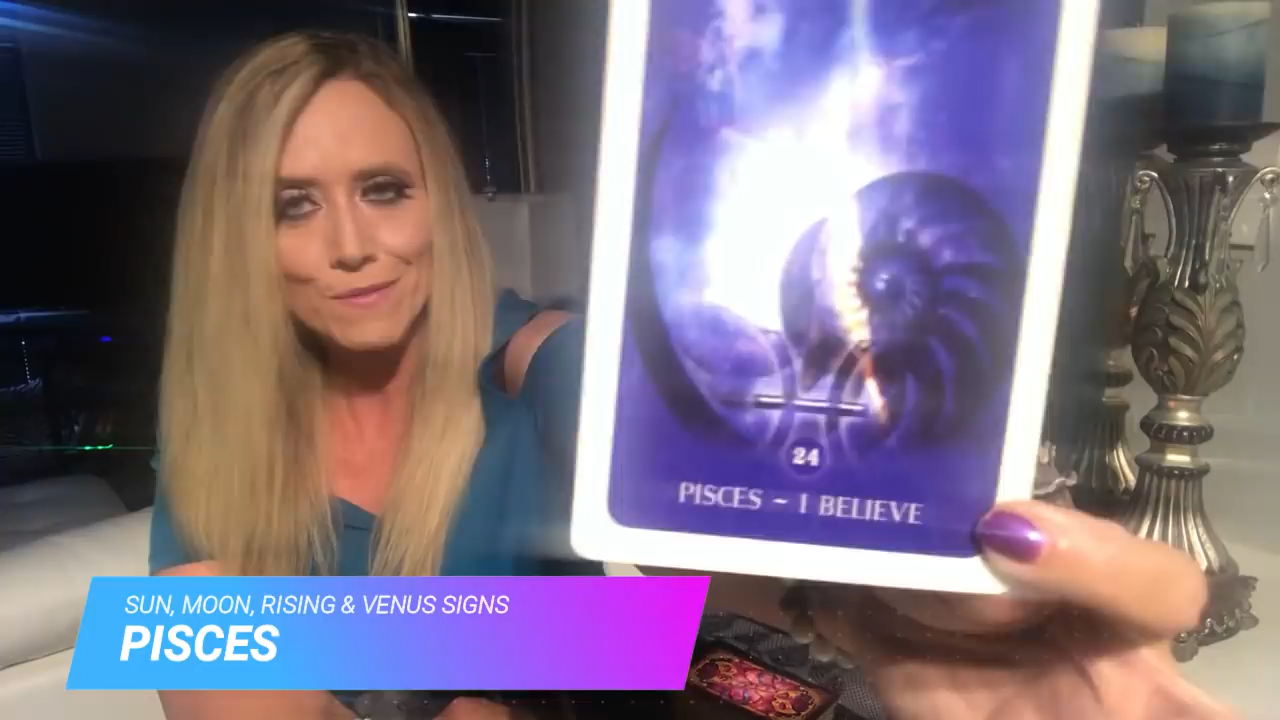 24
PISCES ~ I BELIEVE
SUN, MOON, RISING & VENUS SIGNS
PISCES